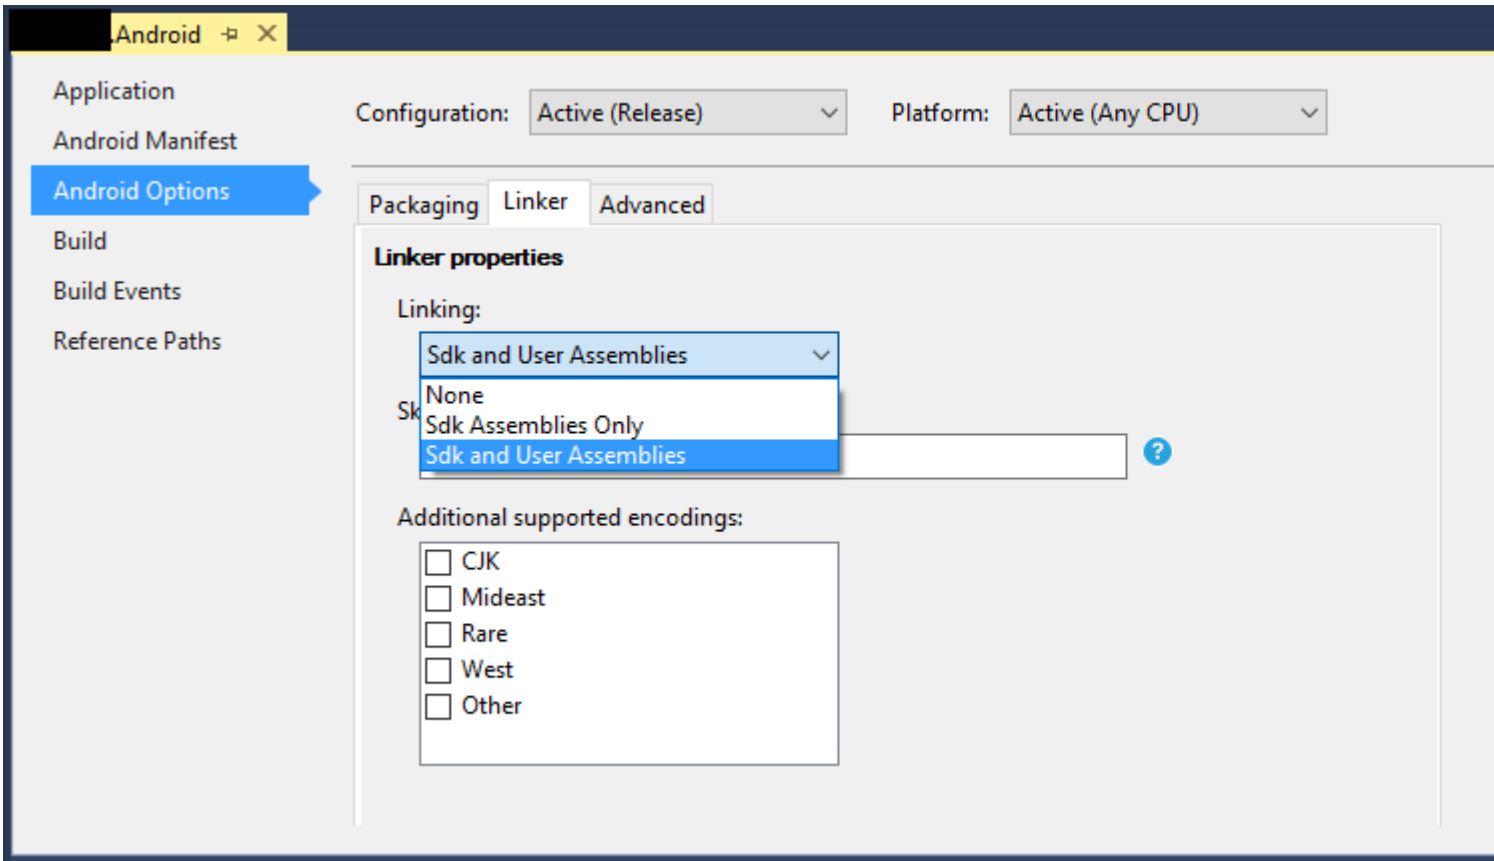 .Android
Application
Android Manifest
Android Options
Build
Build Events
Reference Paths
Configuration: Active (Release) Platform: Active (Any CPU)
Packaging Linker Advanced
Linker properties
Linking:
Sdk and User Assemblies
None
Sk
Sdk Assemblies Only
Sdk and User Assemblies
?
Additional supported encodings:
CJK
Mideast
Rare
West
Other